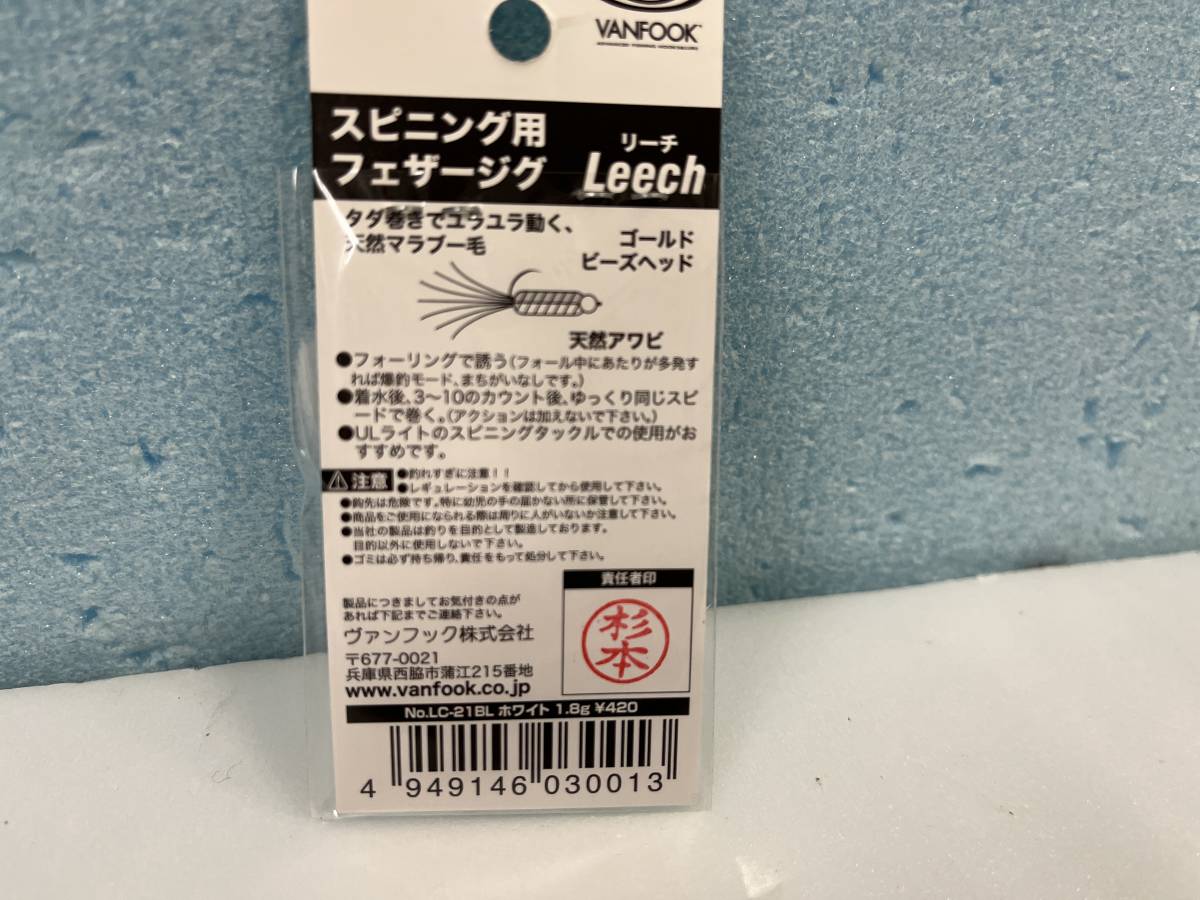 VANFOOK
スピニング用
フェザージグ
リーチ
Leech
タダ巻きでユラユラ動く、
天然マラブー毛
ゴールド
ビーズヘッド
天然アワビ
●フォーリングで誘う(フォール中にあたりが多発す
れば爆釣モード、まちがいなしです。)
●着水後、3〜10のカウント後、ゆっくり同じスピ
ードで巻く。(アクションは加えないで下さい。)
●ULライトのスピニングタックルでの使用がお
すすめです。
注意
●釣れすぎに注意!!
●レギュレーションを確認してから使用して下さい。
●鈎先は危険です。特に幼児の手の届かない所に保管して下さい。
●商品をご使用になられる際は周りに人がいないか注意して下さい。
●当社の製品は釣りを目的として製造しております。
目的以外に使用しないで下さい。
●ゴミは必ず持ち帰り、責任をもって処分して下さい。
製品につきましてお気付きの点が
あれば下記までご連絡下さい。
ヴァンフック株式会社
〒677-0021
兵庫県西脇市蒲江215番地
www.vanfook.co.jp
責任者印
杉本
No.LC-21BL ホワイト 1.8g ¥420
4 949146 030013